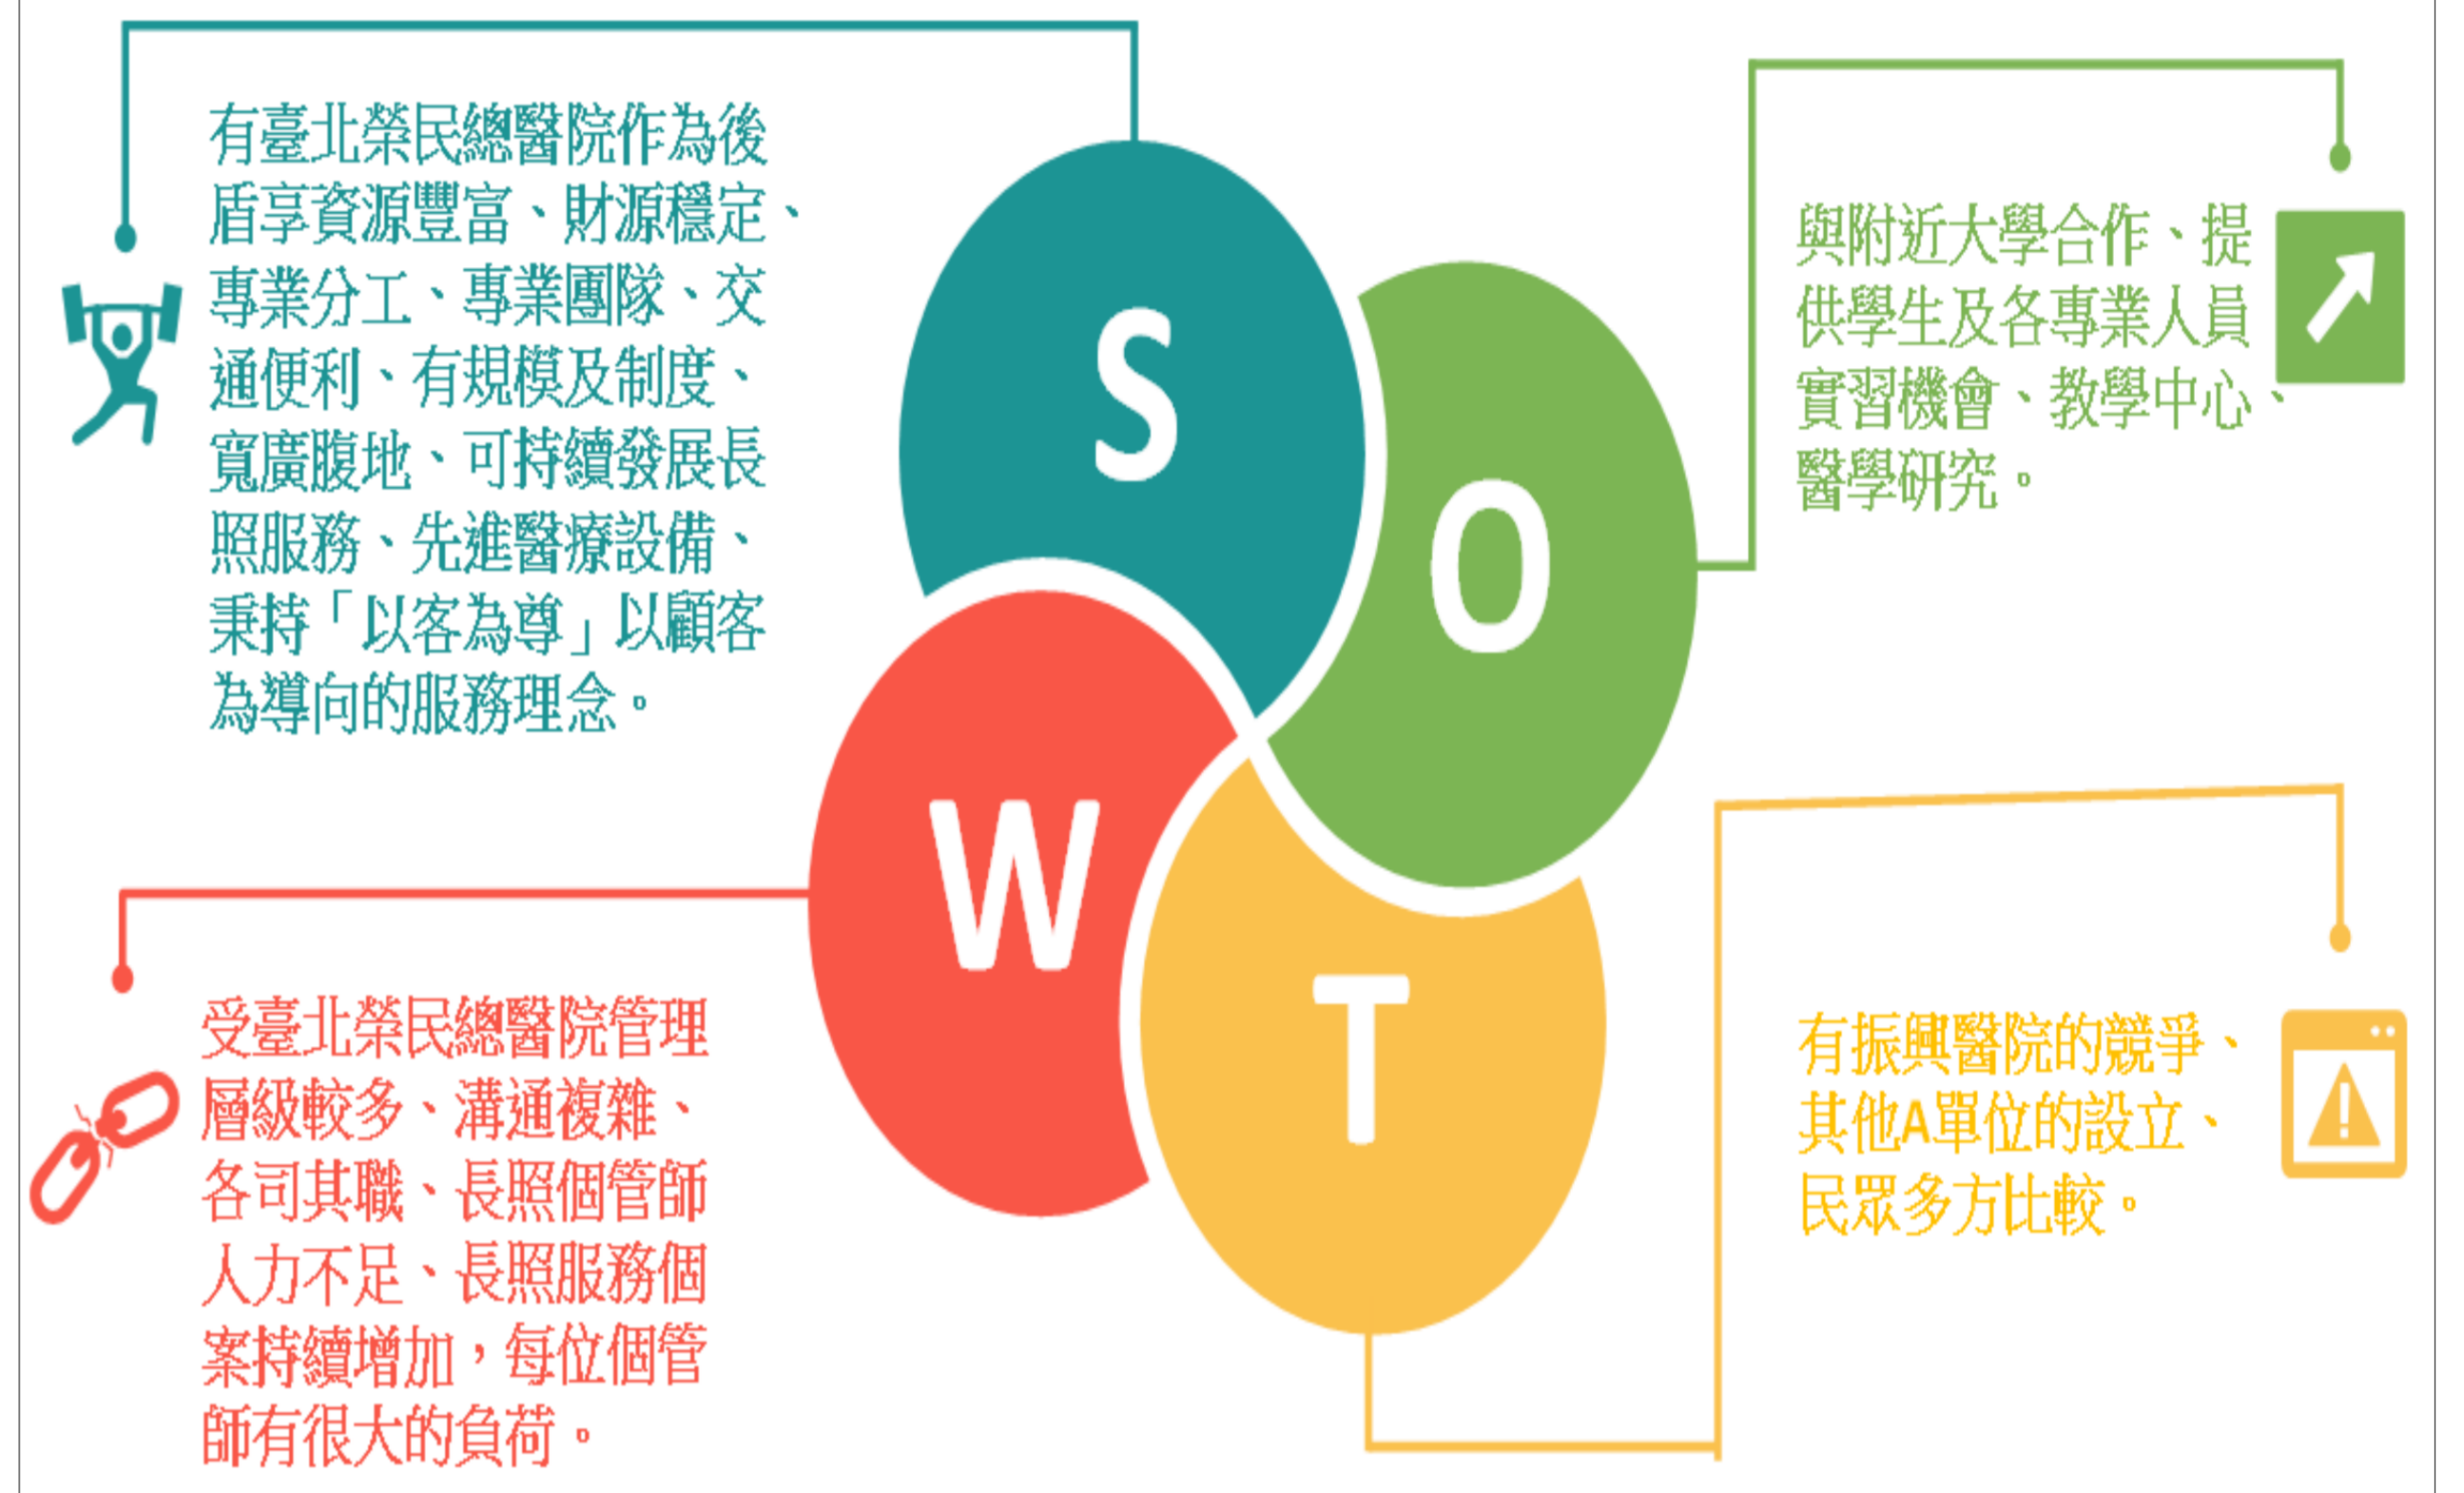 有臺北榮民總醫院作為後
盾享資源豐富、財源穩定、
專業分工、專業團隊、交
通便利、有規模及制度、
寬廣腹地、可持續發展長
照服務、先進醫療設備、
秉持「以客為尊」以顧客
為導向的服務理念。
S
與附近大學合作、提
供學生及各專業人員
實習機會、教學中心、
醫學研究。
O
W
受臺北榮民總醫院管理
層級較多、溝通複雜、
各司其職、長照個管師
人力不足、長照服務個
案持續增加，每位個管
師有很大的負荷。
T
有振興醫院的競爭、
其他A單位的設立、
民眾多方比較。